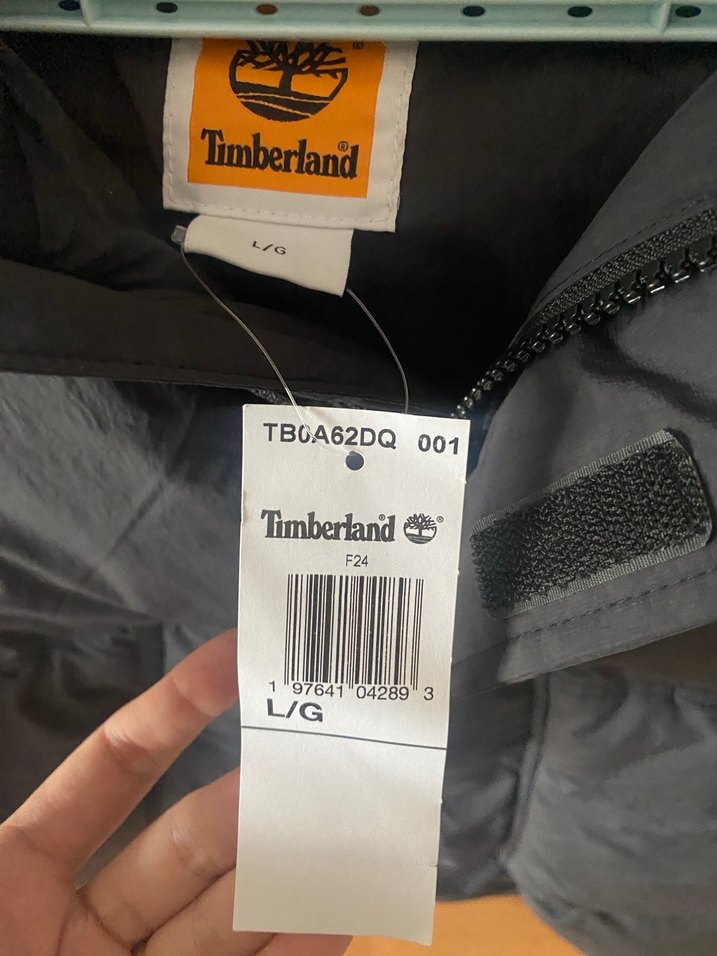 ®
Timberland®
L/G
TB0A62DQ 001
Timberland® ®
F24
1 97641 04289 3
L/G